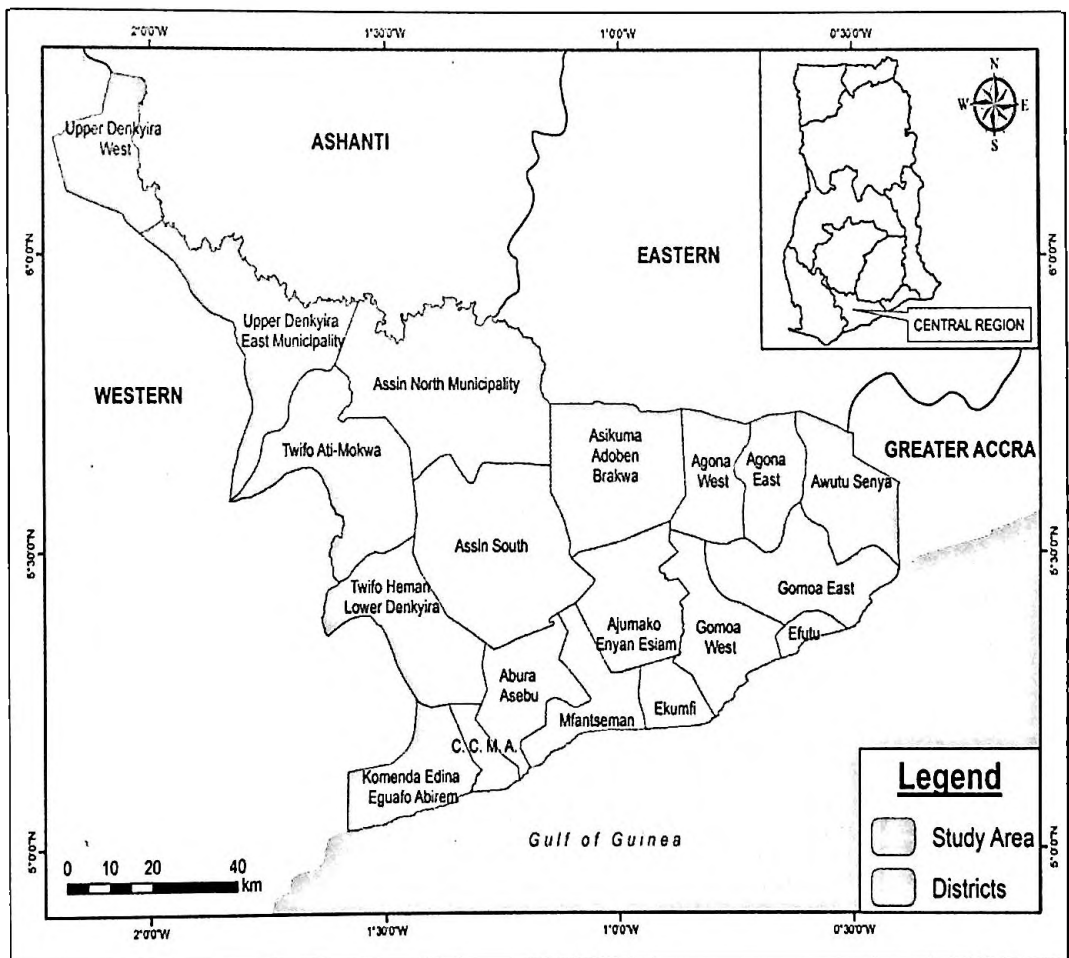 2°0'0"W
1°30'0"W
1°0'0"W
0°30'0"W
N
W
E
S
Upper Denkyira
West
ASHANTI
EASTERN
CENTRAL REGION
6°0'0"N
6°0'0"N
Upper Denkyira
East Municipality
Assin North Municipality
WESTERN
Twifo Ati-Mokwa
Asikuma
Adoben
Brakwa
Agona
West
Agona
East
GREATER ACCRA
Awutu Senya
5°30'0"N
5°30'0"N
Assin South
Twifo Heman
Lower Denkyira
Gomoa East
Ajumako
Enyan Esiam
Gomoa
West
Efutu
Abura
Asebu
Ekumfi
Mfantseman
C. C. M. A.
Komenda Edina
Eguafo Abirem
Legend
Study Area
Districts
Gulf of Guinea
5°0'0"N
5°0'0"N
0 10 20 40
km
2°0'0"W
1°30'0"W
1°0'0"W
0°30'0"W